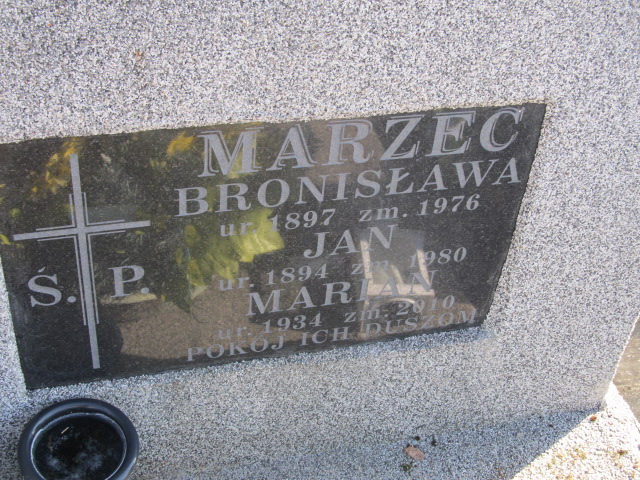 MARZEC
BRONISŁAWA
ur. 1897 zm. 1976
JAN
ur. 1894 zm. 1980
MARIAN
ur. 1934 zm. 2010
POKÓJ ICH DUSZOM
Ś. P.